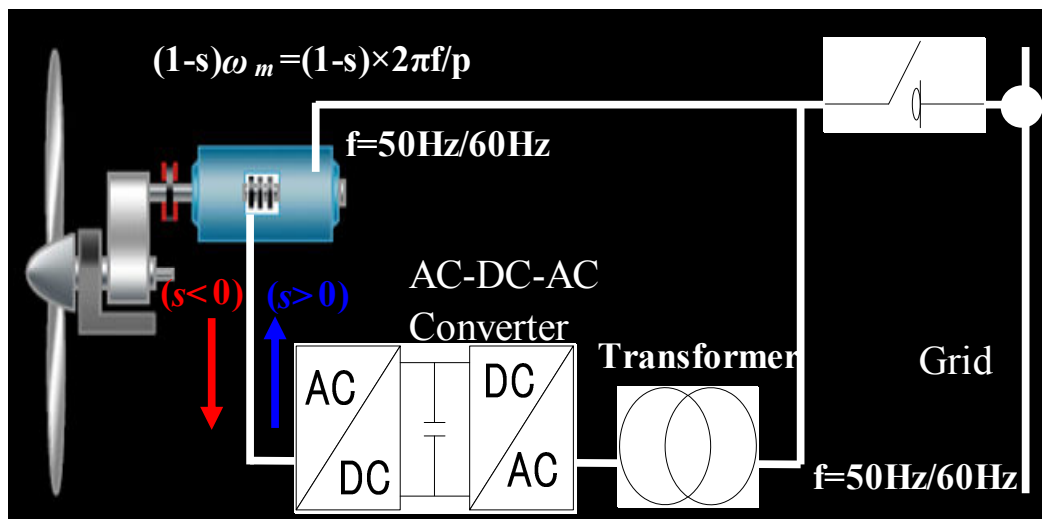 (1-s)ω m =(1-s)×2πf/p
f=50Hz/60Hz
(s<0)
(s>0)
AC-DC-AC
Converter
AC
DC
DC
AC
Transformer
Grid
f=50Hz/60Hz